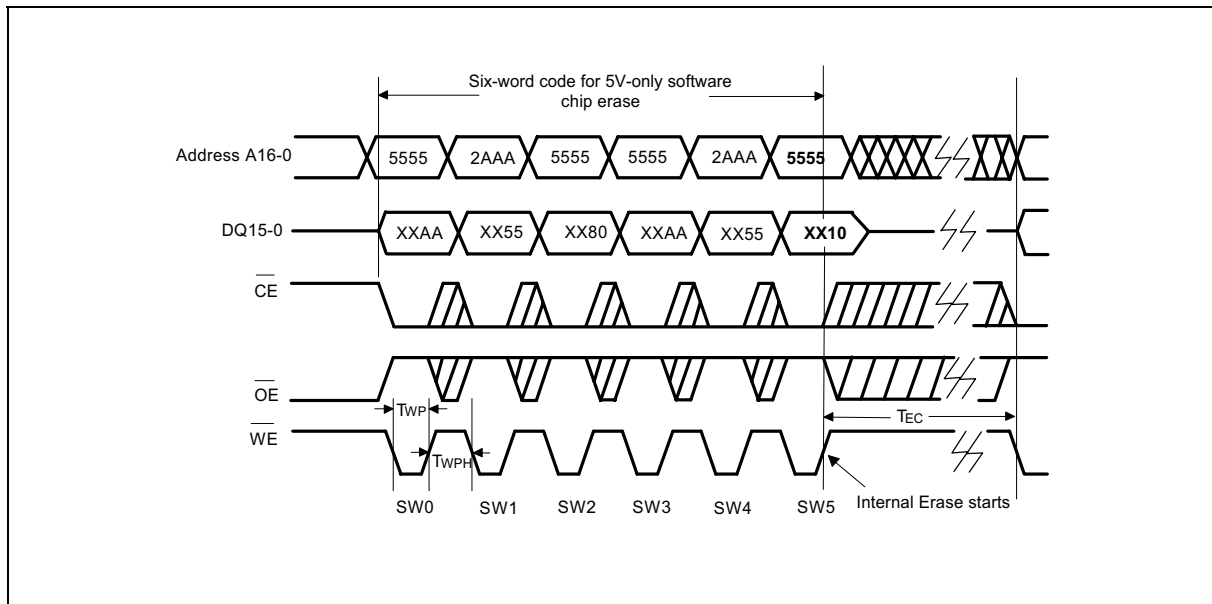 Six-word code for 5V-only software
chip erase
Address A16-0
5555
2AAA
5555
5555
2AAA
5555
DQ15-0
XXAA
XX55
XX80
XXAA
XX55
XX10
CE
OE
TWP
TEC
WE
TWPH
SW0
SW1
SW2
SW3
SW4
SW5
Internal Erase starts